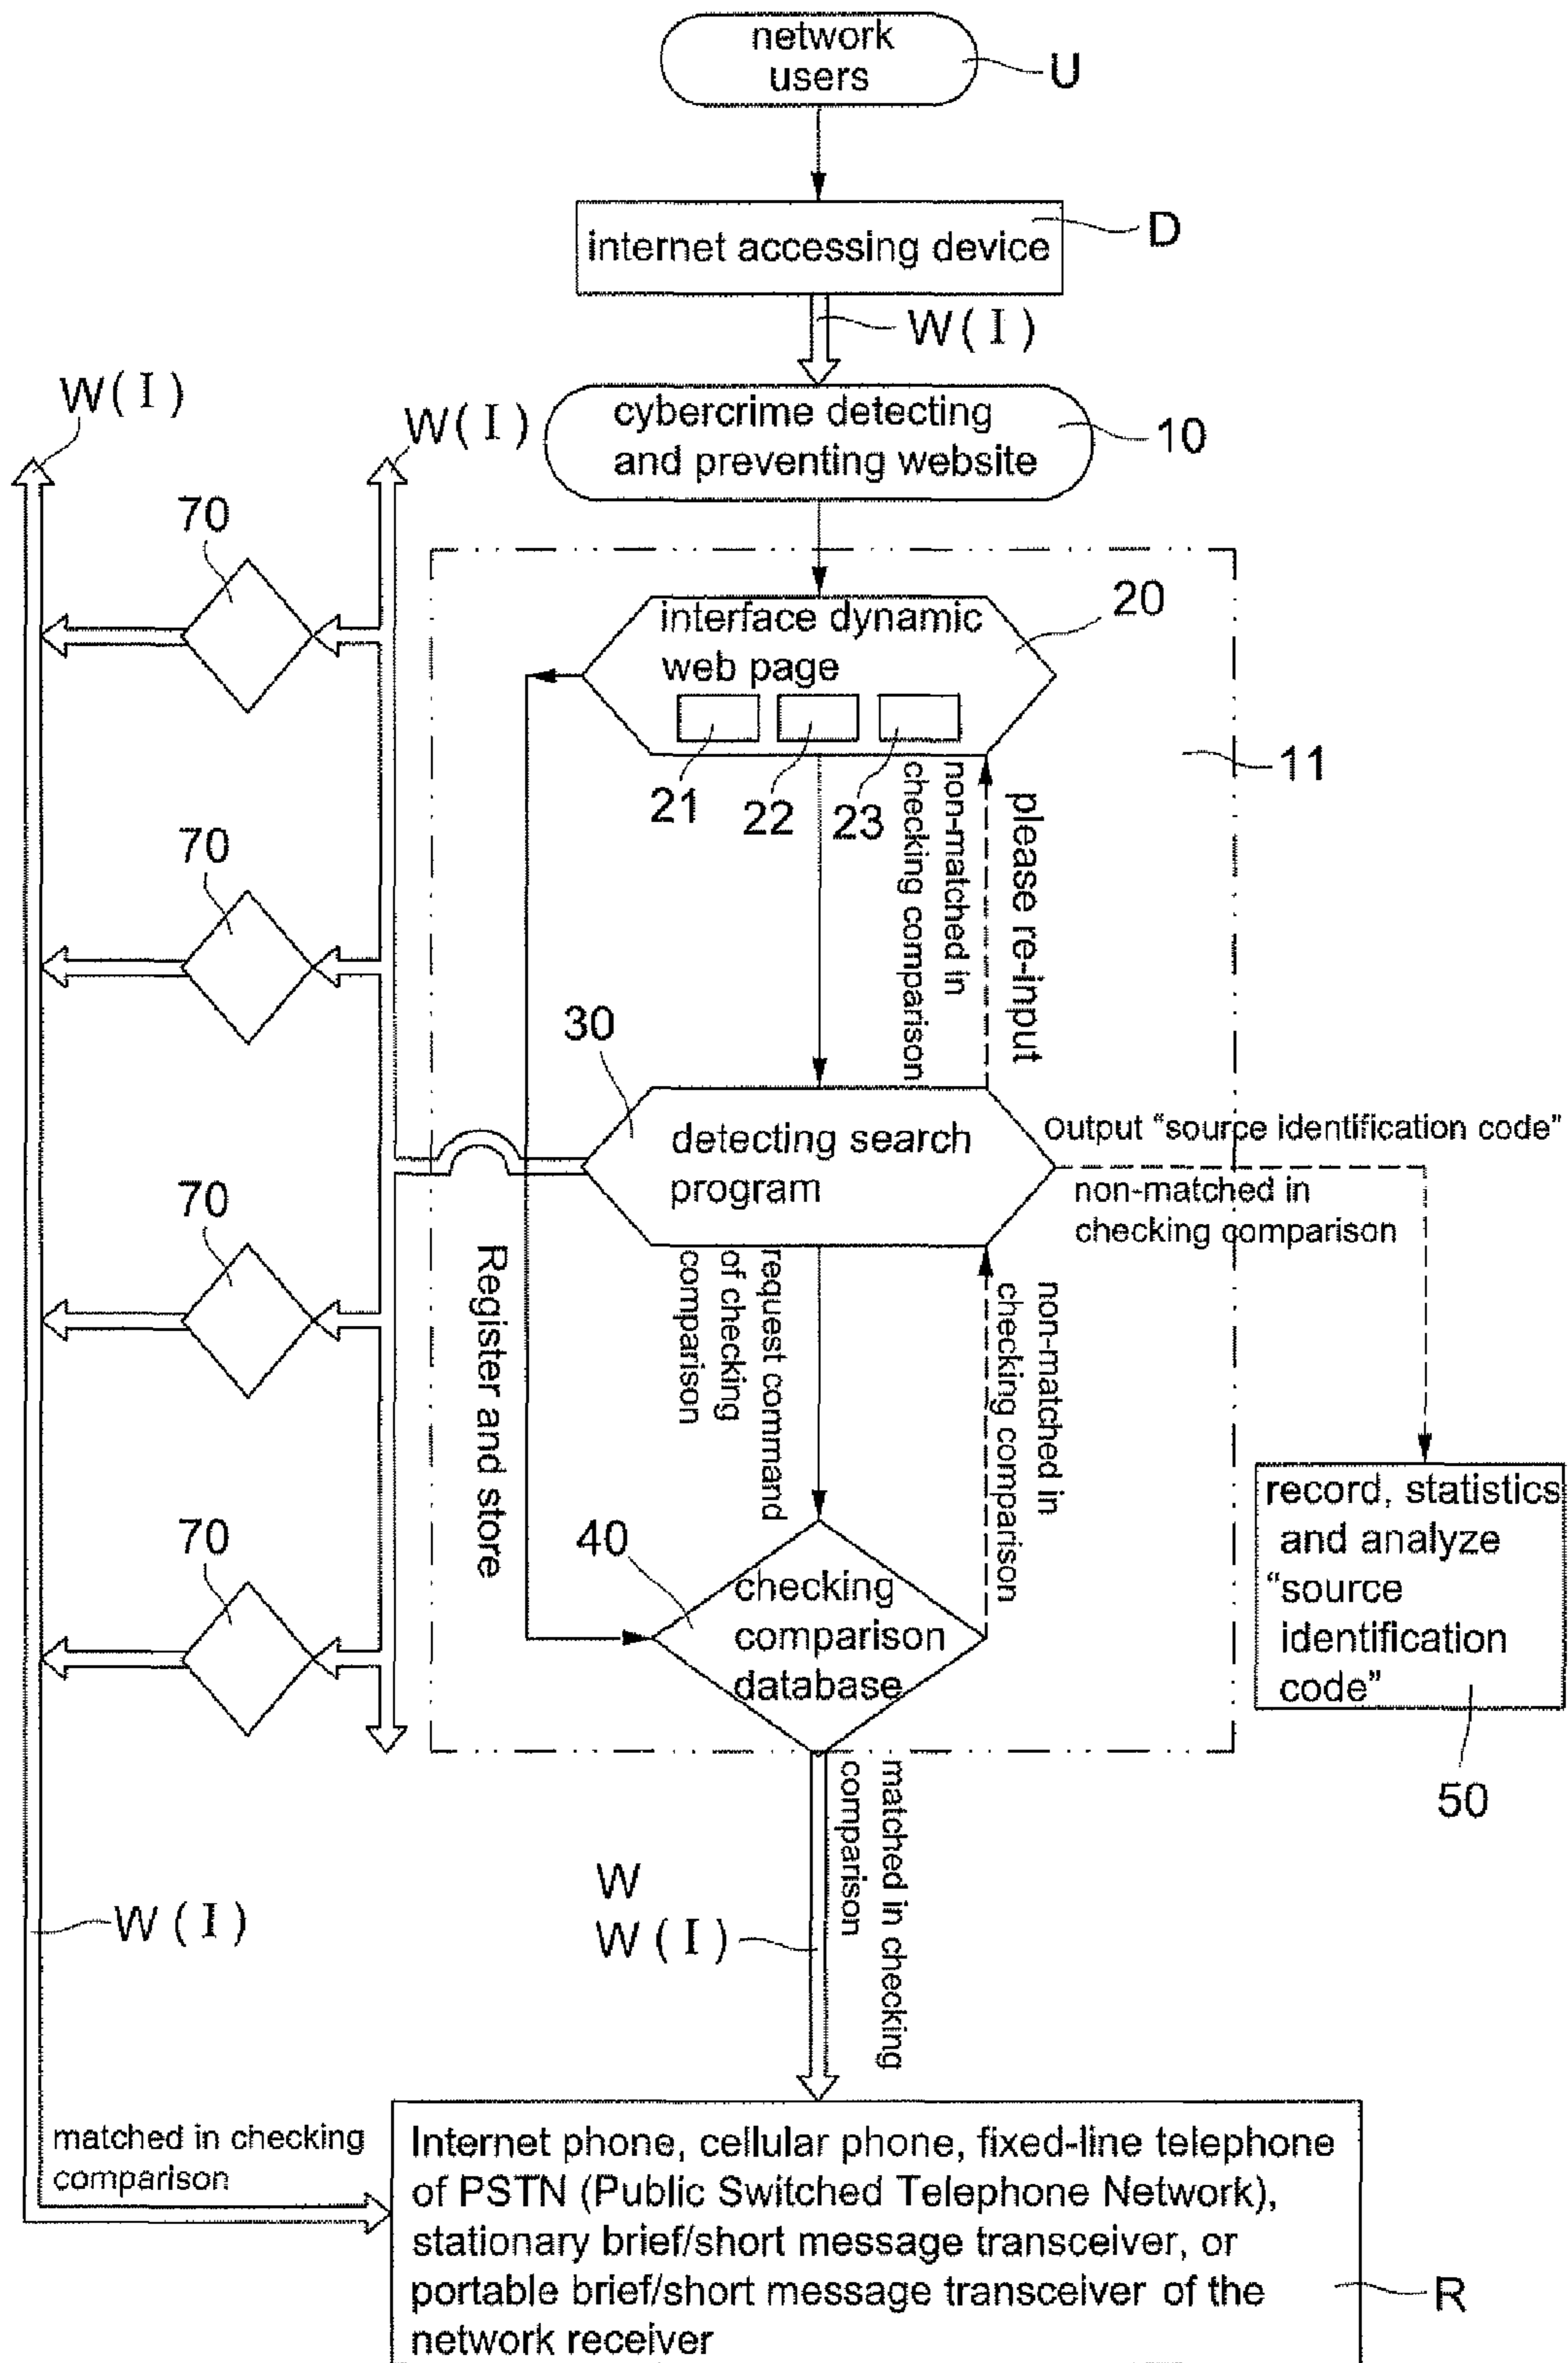 network
users
U
internet accessing device
D
W(I)
cybercrime detecting
and preventing website
10
W(I)
W(I)
70
interface dynamic
web page
20
21
22
23
11
non-matched in
checking comparison
please re-input
70
30
detecting search
program
output “source identification code”
non-matched in
checking comparison
70
Register and store
request command
of checking
comparison
non-matched in
checking comparison
70
40
checking
comparison
database
record, statistics
and analyze
“source
identification
code”
50
matched in checking
comparison
W
W(I)
W(I)
matched in checking
comparison
Internet phone, cellular phone, fixed-line telephone
of PSTN (Public Switched Telephone Network),
stationary brief/short message transceiver, or
portable brief/short message transceiver of the
network receiver
R